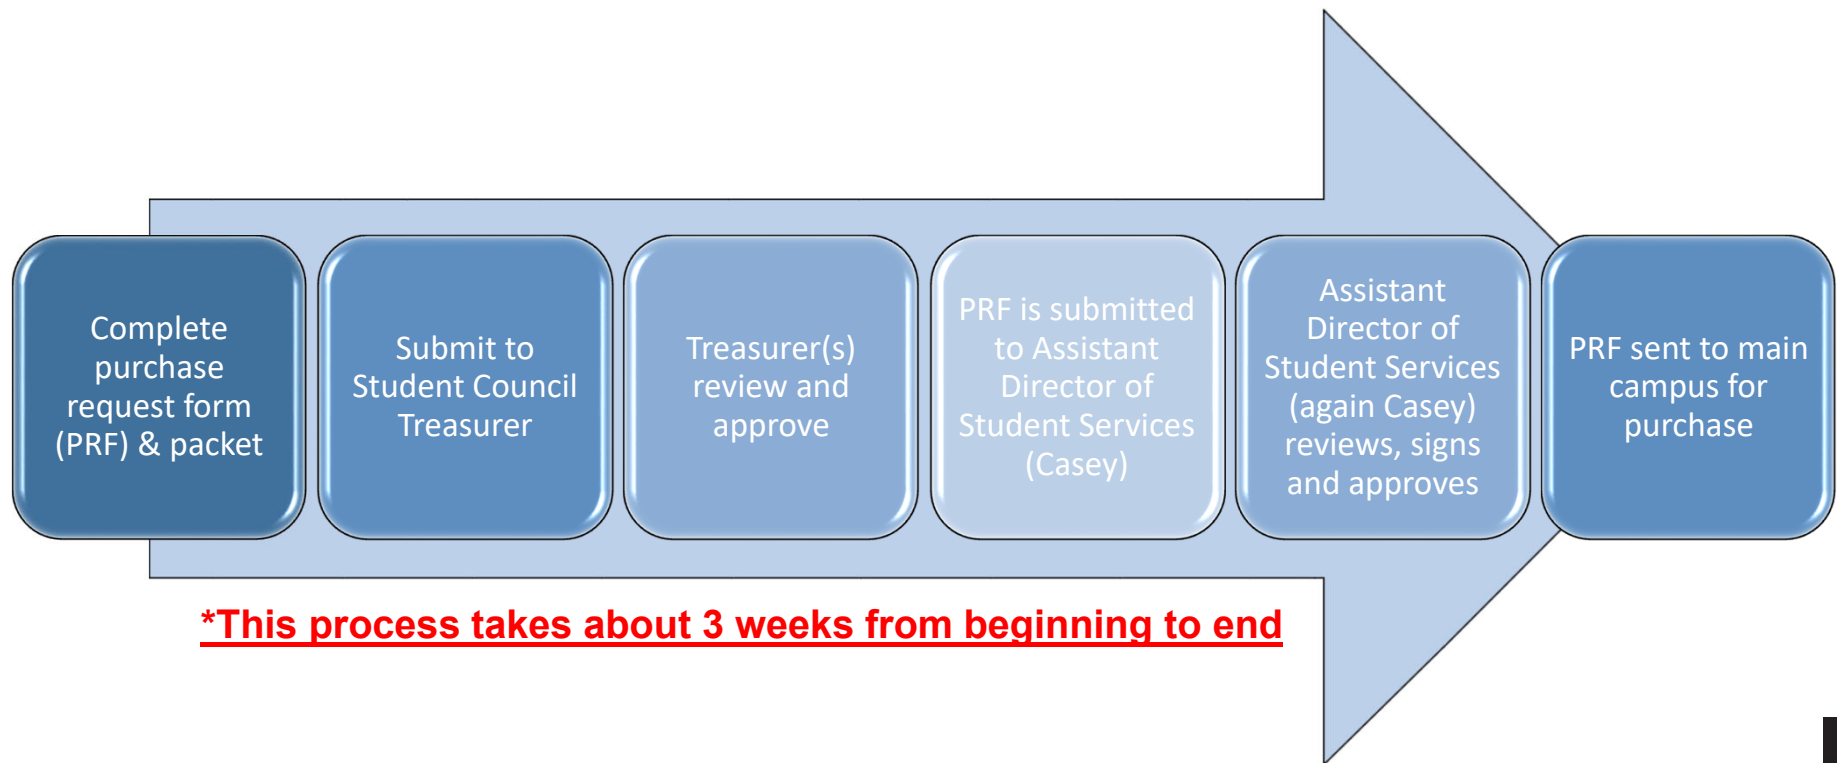 Complete
purchase
request form
(PRF) & packet
Submit to
Student Council
Treasurer
Treasurer(s)
review and
approve
PRF is submitted
to Assistant
Director of
Student Services
(Casey)
Assistant
Director of
Student Services
(again Casey)
reviews, signs
and approves
PRF sent to main
campus for
purchase
*This process takes about 3 weeks from beginning to end